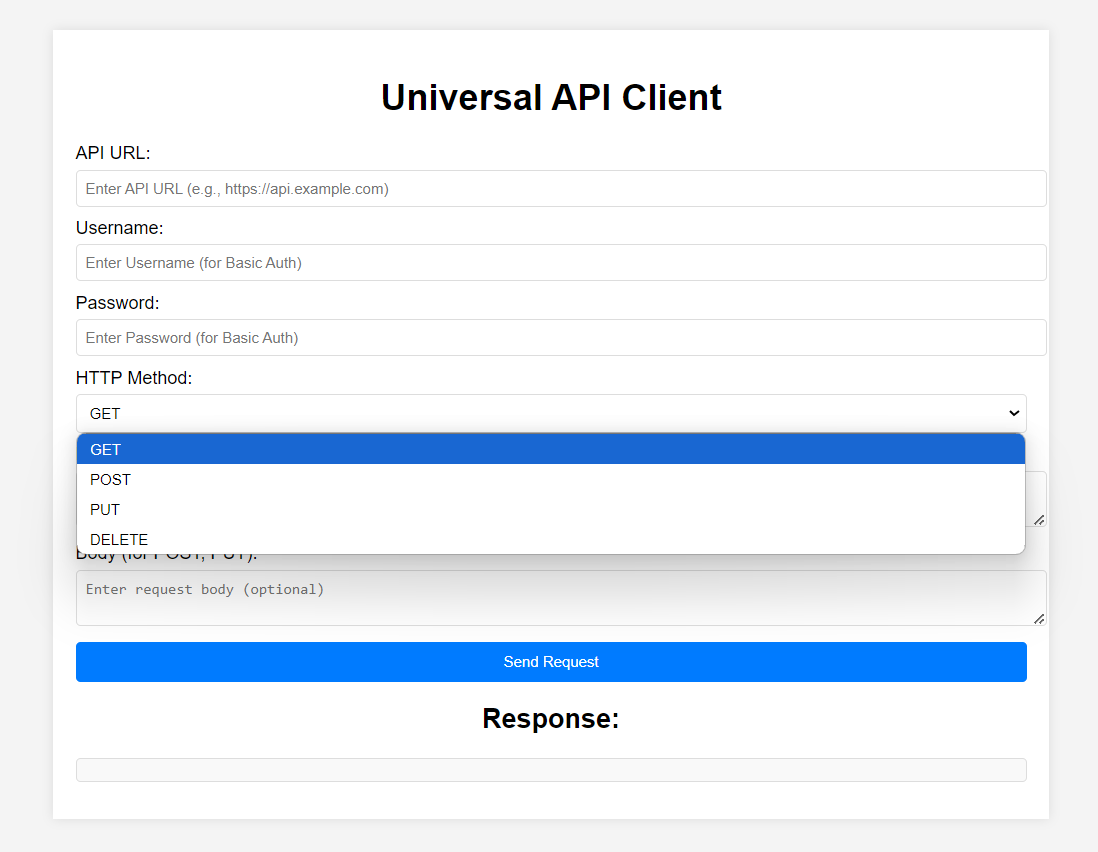 Universal API Client
API URL:
Enter API URL (e.g., https://api.example.com)
Username:
Enter Username (for Basic Auth)
Password:
Enter Password (for Basic Auth)
HTTP Method:
GET
GET
POST
PUT
DELETE
Body (for POST, PUT):
Enter request body (optional)
Send Request
Response: